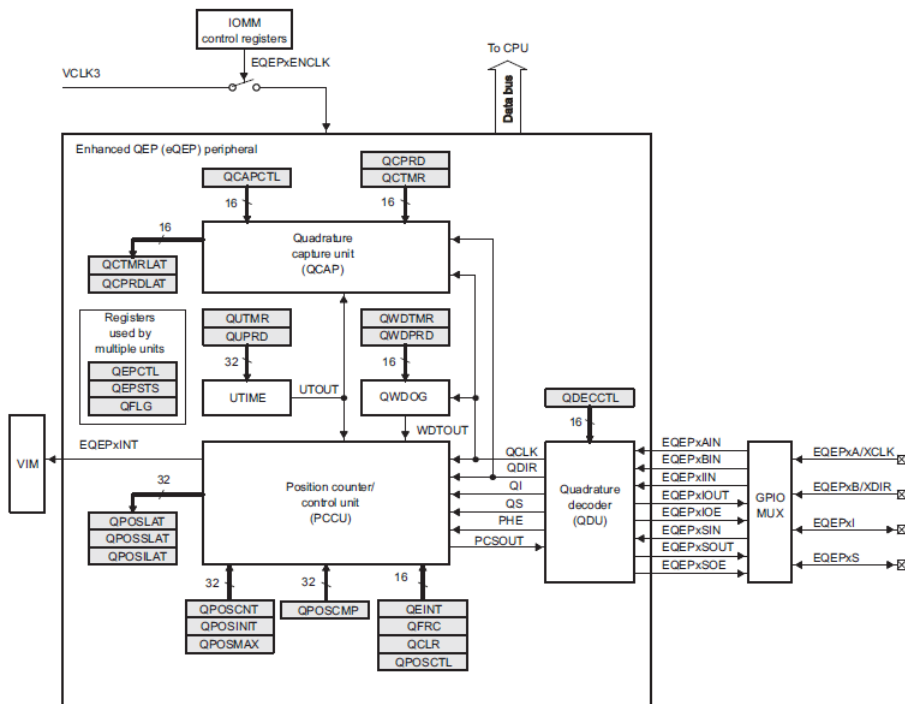 IOMM
control registers
To CPU
EQEPxENCLK
VCLK3
Data bus
Enhanced QEP (eQEP) peripheral
QCPRD
QCAPCTL
QCTMR
16
16
16
Quadrature
capture unit
(QCAP)
QCTMRLAT
QCPRDLAT
Registers
used by
multiple units
QEPCTL
QEPSTS
QFLG
QUTMR
QUPRD
32
QWDTMR
QWDPRD
16
UTIME
UTOUT
QWDOG
WDTOUT
QDECCTL
16
VIM
EQEPxINT
32
Position counter/
control unit
(PCCU)
QCLK
QDIR
QI
QS
PHE
PCSOUT
Quadrature
decoder
(QDU)
EQEPxAIN
EQEPxBIN
EQEPxIIN
EQEPxIOUT
EQEPxIOE
EQEPxSIN
EQEPxSOUT
EQEPxSOE
GPIO
MUX
EQEPxA/XCLK
EQEPxB/XDIR
EQEPxI
EQEPxS
QPOSLAT
QPOSSLAT
QPOSILAT
32
32
16
QPOSCNT
QPOSINIT
QPOSMAX
QPOSCMP
QEINT
QFRC
QCLR
QPOSCTL